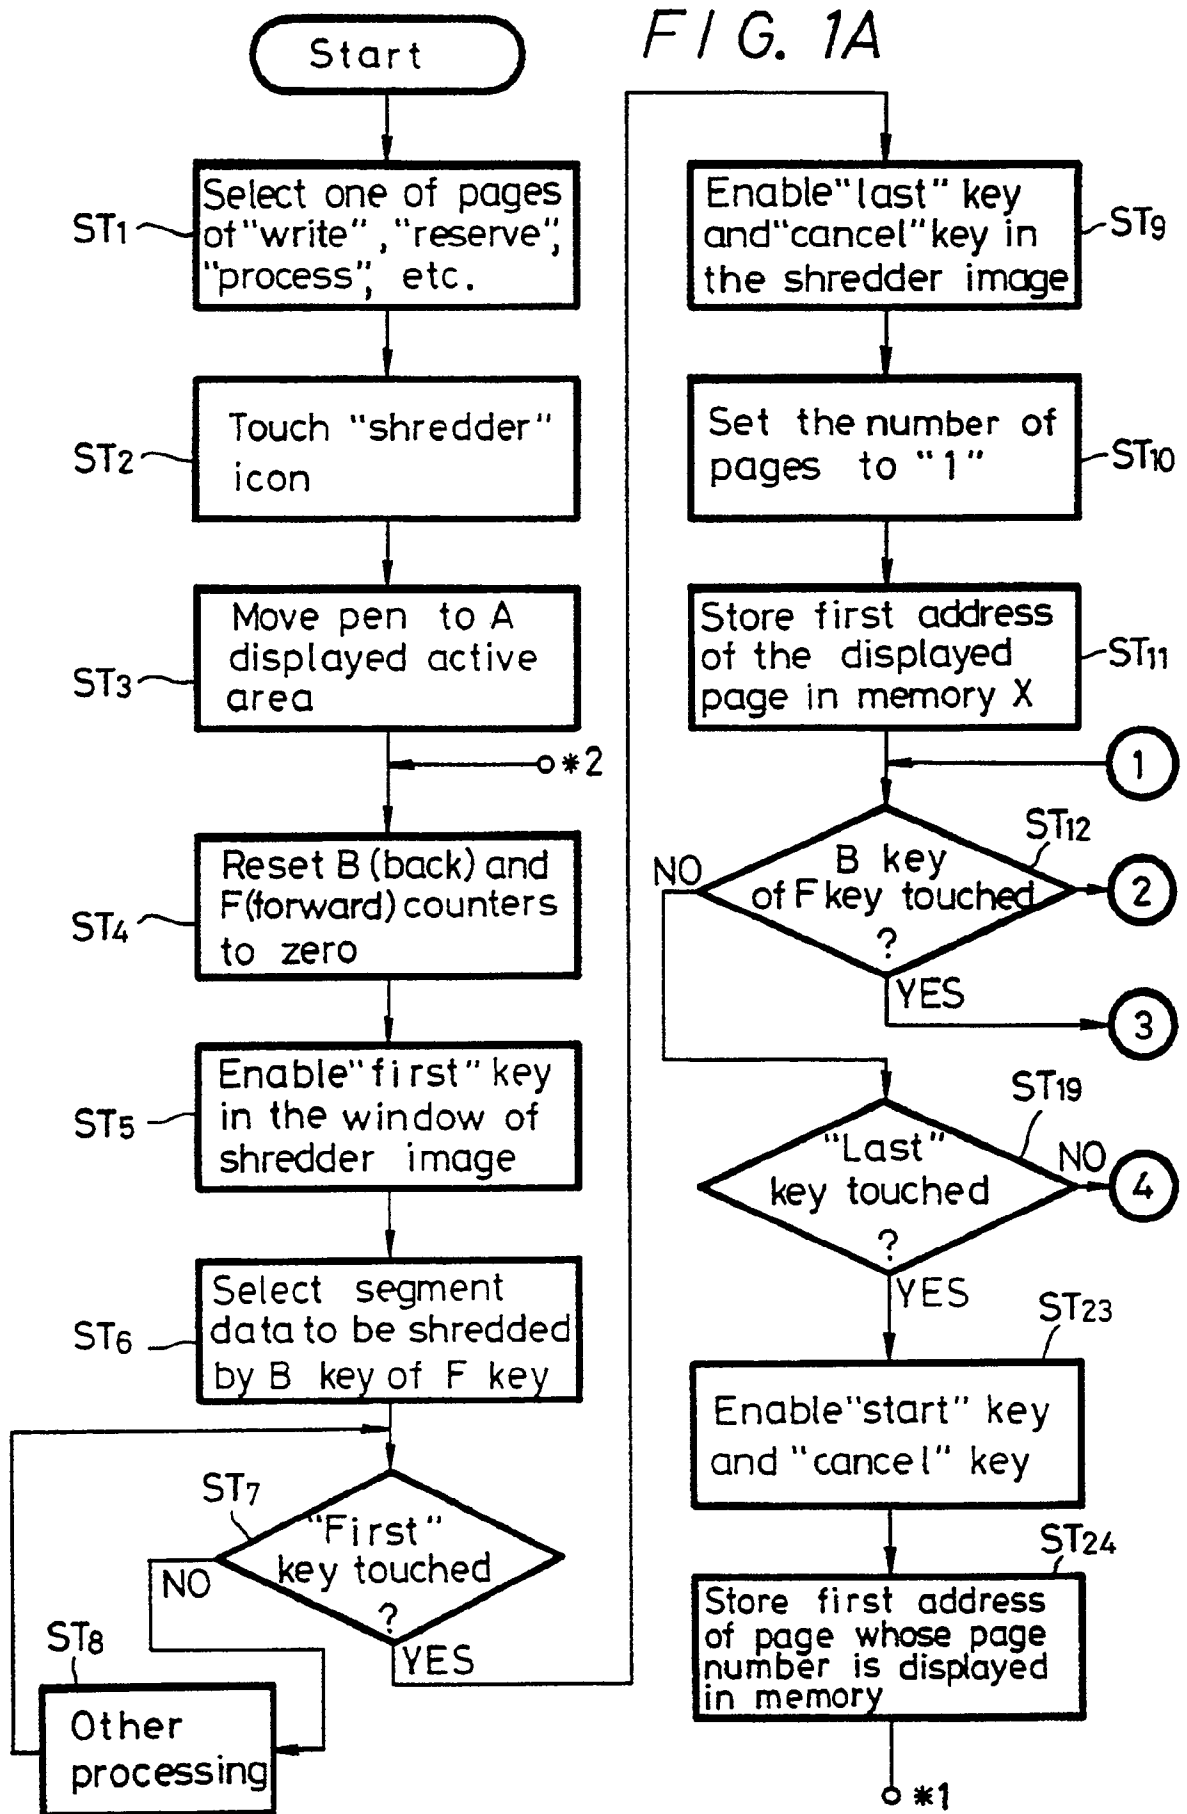 FIG. 1A
Start
ST1
Select one of pages
of "write", "reserve",
"process", etc.
ST2
Touch "shredder"
icon
ST3
Move pen to A
displayed active
area
*2
ST4
Reset B (back) and
F(forward) counters
to zero
ST5
Enable "first" key
in the window of
shredder image
ST6
Select segment
data to be shredded
by B key of F key
ST7
"First"
key touched
?
NO
YES
ST8
Other
processing
ST9
Enable "last" key
and "cancel" key in
the shredder image
ST10
Set the number of
pages to "1"
ST11
Store first address
of the displayed
page in memory X
1
ST12
B key
of F key touched
?
NO
2
YES
3
ST19
"Last"
key touched
?
NO
4
YES
ST23
Enable "start" key
and "cancel" key
ST24
Store first address
of page whose page
number is displayed
in memory
*1